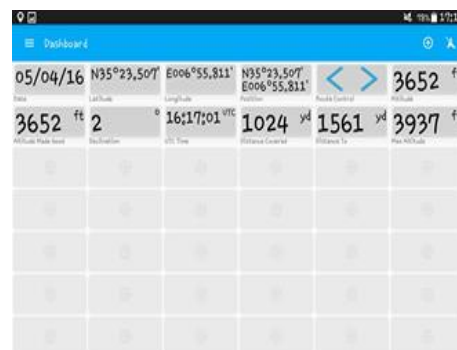 17:1
Dashboard
05/04/16 N35°23,507' E006°55,811' N35°23,507' 3652 f
E006°55,811'
Date Latitude Longitude Position Route Control Altitude
3652 ft 2 ° 16:17:01 UTC 1024 yd 1561 yd 3937 f
Altitude Made Good Declination UTC Time Distance Covered Distance To Max Altitude